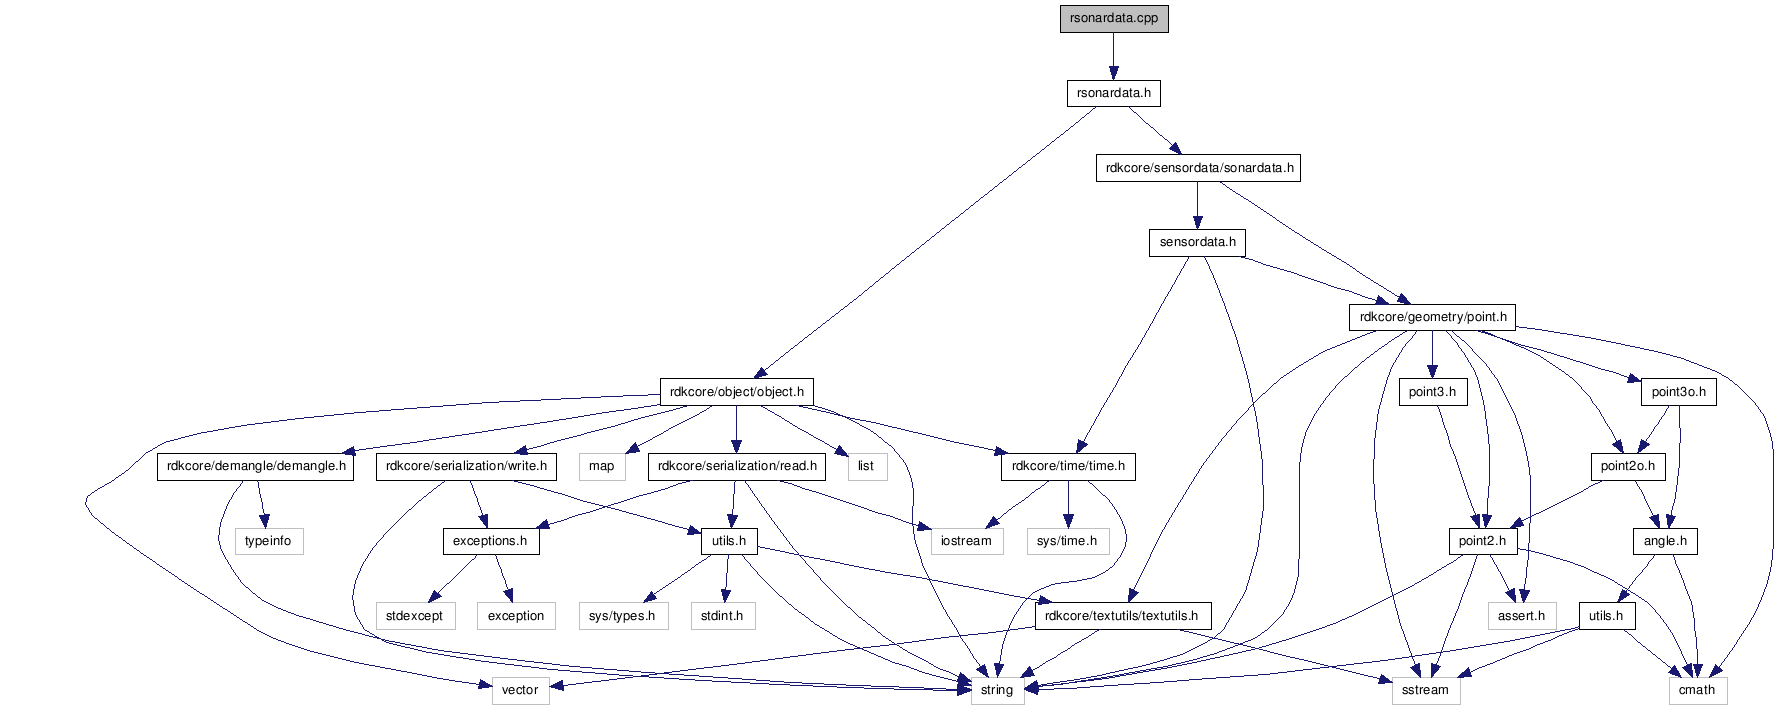 rsonardata.cpp
rsonardata.h
rdkcore/sensordata/sonardata.h
sensordata.h
rdkcore/geometry/point.h
rdkcore/object/object.h
point3.h
point3o.h
rdkcore/demangle/demangle.h
rdkcore/serialization/write.h
map
rdkcore/serialization/read.h
list
rdkcore/time/time.h
point2o.h
typeinfo
exceptions.h
utils.h
iostream
sys/time.h
point2.h
angle.h
stdexcept
exception
sys/types.h
stdint.h
rdkcore/textutils/textutils.h
assert.h
utils.h
vector
string
sstream
cmath